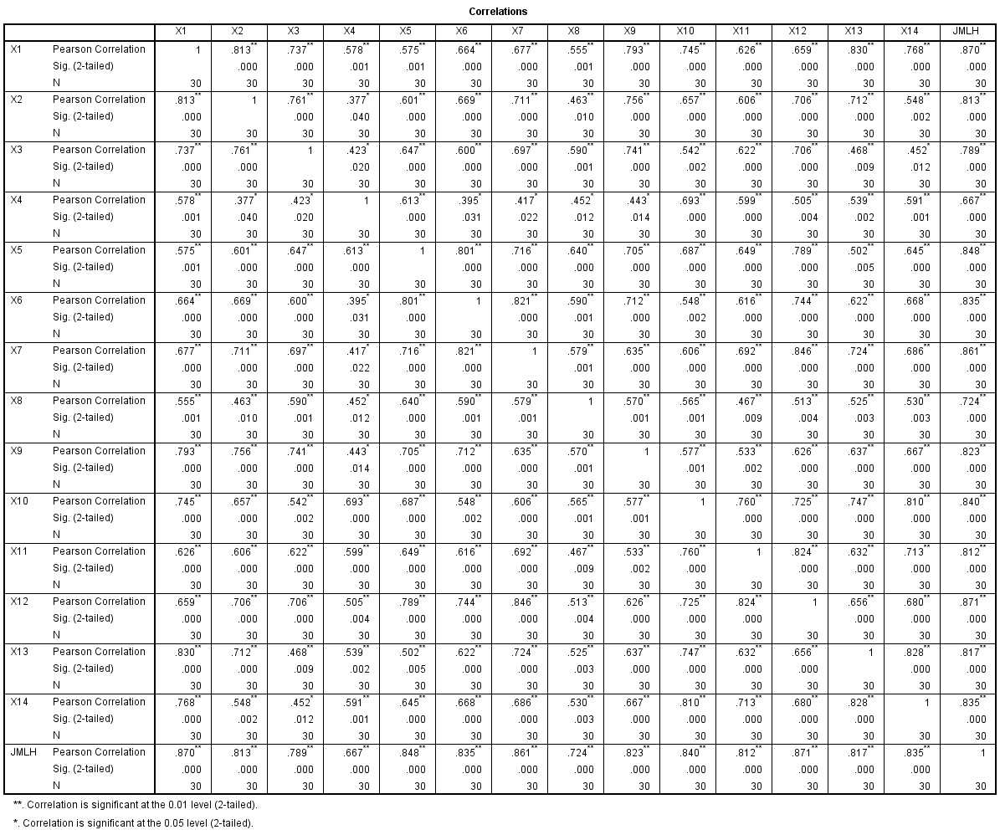 Correlations
X1 X2 X3 X4 X5 X6 X7 X8 X9 X10 X11 X12 X13 X14 JMLH
X1 Pearson Correlation 1 .813** .737** .578** .575** .664** .677** .555** .793** .745** .626** .659** .830** .768** .870**
Sig. (2-tailed) .000 .000 .001 .001 .000 .000 .001 .000 .000 .000 .000 .000 .000 .000
N 30 30 30 30 30 30 30 30 30 30 30 30 30 30 30
X2 Pearson Correlation .813** 1 .761** .377* .601** .669** .711** .463** .756** .657** .606** .706** .712** .548** .813**
Sig. (2-tailed) .000 .000 .040 .000 .000 .000 .010 .000 .000 .000 .000 .000 .002 .000
N 30 30 30 30 30 30 30 30 30 30 30 30 30 30 30
X3 Pearson Correlation .737** .761** 1 .423* .647** .600** .697** .590** .741** .542** .622** .706** .468** .452* .789**
Sig. (2-tailed) .000 .000 .020 .000 .000 .000 .001 .000 .002 .000 .000 .009 .012 .000
N 30 30 30 30 30 30 30 30 30 30 30 30 30 30 30
X4 Pearson Correlation .578** .377* .423* 1 .613** .395* .417* .452* .443* .693** .599** .505** .539** .591** .667**
Sig. (2-tailed) .001 .040 .020 .000 .031 .022 .012 .014 .000 .000 .004 .002 .001 .000
N 30 30 30 30 30 30 30 30 30 30 30 30 30 30 30
X5 Pearson Correlation .575** .601** .647** .613** 1 .801** .716** .640** .705** .687** .649** .789** .502** .645** .848**
Sig. (2-tailed) .001 .000 .000 .000 .000 .000 .000 .000 .000 .000 .000 .005 .000 .000
N 30 30 30 30 30 30 30 30 30 30 30 30 30 30 30
X6 Pearson Correlation .664** .669** .600** .395* .801** 1 .821** .590** .712** .548** .616** .744** .622** .668** .835**
Sig. (2-tailed) .000 .000 .000 .031 .000 .000 .001 .000 .002 .000 .000 .000 .000 .000
N 30 30 30 30 30 30 30 30 30 30 30 30 30 30 30
X7 Pearson Correlation .677** .711** .697** .417* .716** .821** 1 .579** .635** .606** .692** .846** .724** .686** .861**
Sig. (2-tailed) .000 .000 .000 .022 .000 .000 .001 .000 .000 .000 .000 .000 .000 .000
N 30 30 30 30 30 30 30 30 30 30 30 30 30 30 30
X8 Pearson Correlation .555** .463** .590** .452* .640** .590** .579** 1 .570** .565** .467** .513** .525** .530** .724**
Sig. (2-tailed) .001 .010 .001 .012 .000 .001 .001 .001 .001 .009 .004 .003 .003 .000
N 30 30 30 30 30 30 30 30 30 30 30 30 30 30 30
X9 Pearson Correlation .793** .756** .741** .443* .705** .712** .635** .570** 1 .577** .533** .626** .637** .667** .823**
Sig. (2-tailed) .000 .000 .000 .014 .000 .000 .000 .001 .001 .002 .000 .000 .000 .000
N 30 30 30 30 30 30 30 30 30 30 30 30 30 30 30
X10 Pearson Correlation .745** .657** .542** .693** .687** .548** .606** .565** .577** 1 .760** .725** .747** .810** .840**
Sig. (2-tailed) .000 .000 .002 .000 .000 .002 .000 .001 .001 .000 .000 .000 .000 .000
N 30 30 30 30 30 30 30 30 30 30 30 30 30 30 30
X11 Pearson Correlation .626** .606** .622** .599** .649** .616** .692** .467** .533** .760** 1 .824** .632** .713** .812**
Sig. (2-tailed) .000 .000 .000 .000 .000 .000 .000 .009 .002 .000 .000 .000 .000 .000
N 30 30 30 30 30 30 30 30 30 30 30 30 30 30 30
X12 Pearson Correlation .659** .706** .706** .505** .789** .744** .846** .513** .626** .725** .824** 1 .656** .680** .871**
Sig. (2-tailed) .000 .000 .000 .004 .000 .000 .000 .004 .000 .000 .000 .000 .000 .000
N 30 30 30 30 30 30 30 30 30 30 30 30 30 30 30
X13 Pearson Correlation .830** .712** .468** .539** .502** .622** .724** .525** .637** .747** .632** .656** 1 .828** .817**
Sig. (2-tailed) .000 .000 .009 .002 .005 .000 .000 .003 .000 .000 .000 .000 .000 .000
N 30 30 30 30 30 30 30 30 30 30 30 30 30 30 30
X14 Pearson Correlation .768** .548** .452* .591** .645** .668** .686** .530** .667** .810** .713** .680** .828** 1 .835**
Sig. (2-tailed) .000 .002 .012 .001 .000 .000 .000 .003 .000 .000 .000 .000 .000 .000
N 30 30 30 30 30 30 30 30 30 30 30 30 30 30 30
JMLH Pearson Correlation .870** .813** .789** .667** .848** .835** .861** .724** .823** .840** .812** .871** .817** .835** 1
Sig. (2-tailed) .000 .000 .000 .000 .000 .000 .000 .000 .000 .000 .000 .000 .000 .000
N 30 30 30 30 30 30 30 30 30 30 30 30 30 30 30
**. Correlation is significant at the 0.01 level (2-tailed).
*. Correlation is significant at the 0.05 level (2-tailed).